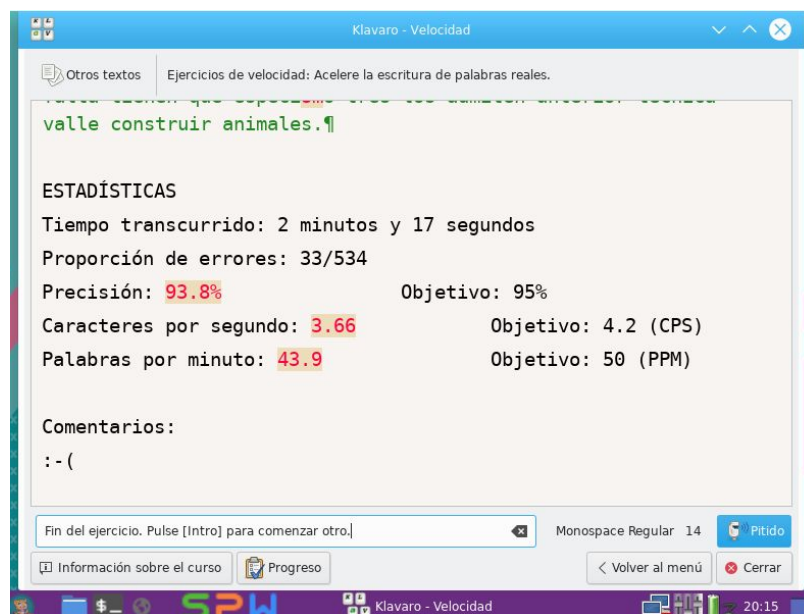 Klavaro - Velocidad
Otros textos
Ejercicios de velocidad: Acelere la escritura de palabras reales.
valle construir animales.¶
ESTADÍSTICAS
Tiempo transcurrido: 2 minutos y 17 segundos
Proporción de errores: 33/534
Precisión: 93.8% Objetivo: 95%
Caracteres por segundo: 3.66 Objetivo: 4.2 (CPS)
Palabras por minuto: 43.9 Objetivo: 50 (PPM)
Comentarios:
:-(
Fin del ejercicio. Pulse [Intro] para comenzar otro. Monospace Regular 14 Pitido
Información sobre el curso Progreso < Volver al menú Cerrar
$_ SPW Klavaro - Velocidad 20:15